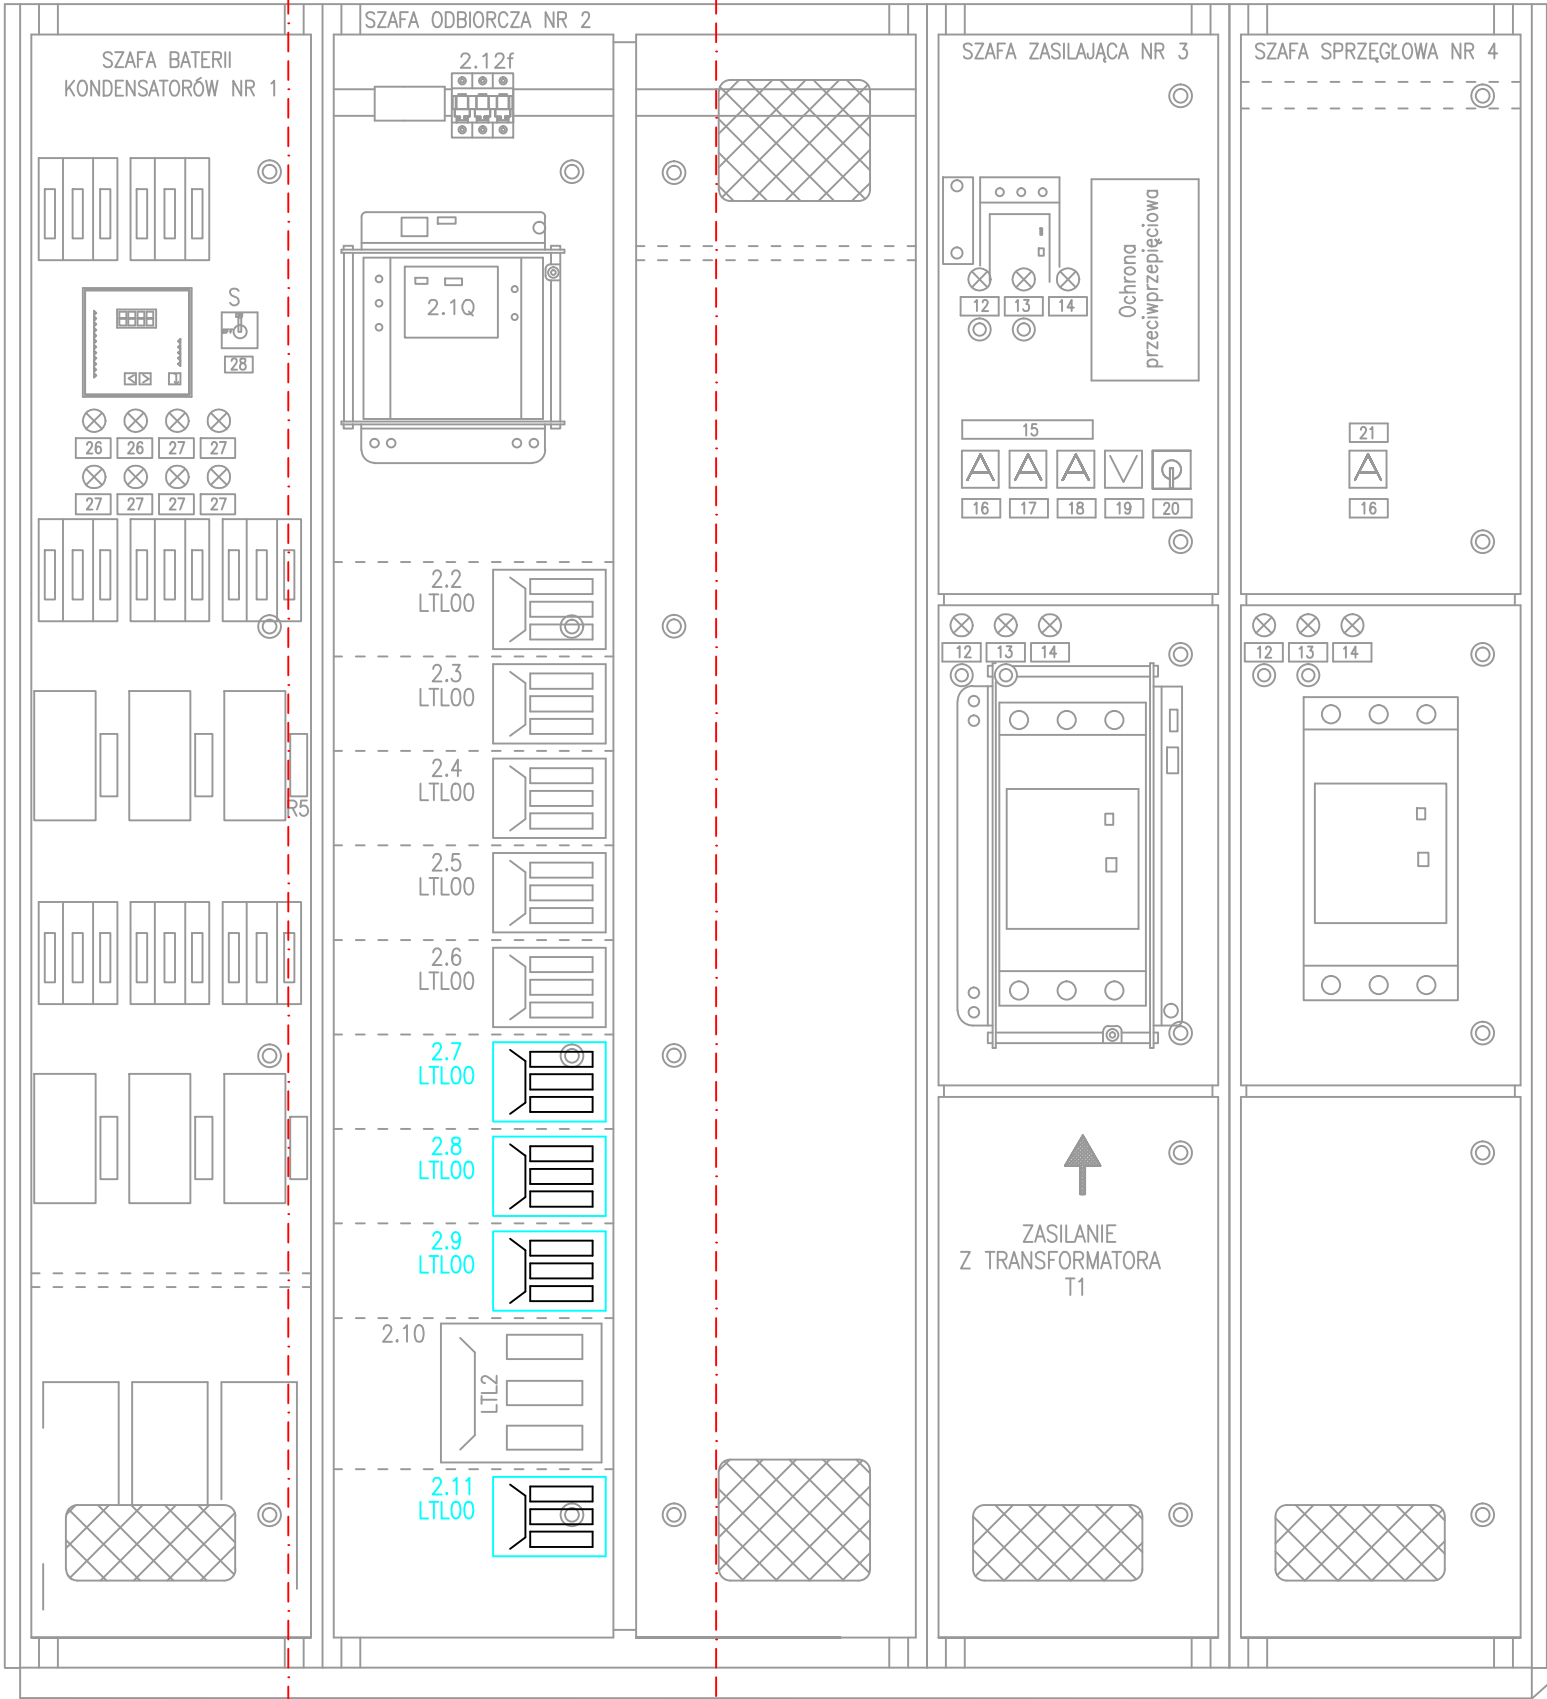 SZAFA BATERII
KONDENSATORÓW NR 1
S
28
26 26 27 27
27 27 27 27
R5
SZAFA ODBIORCZA NR 2
2.12f
2.1Q
2.2
LTL00
2.3
LTL00
2.4
LTL00
2.5
LTL00
2.6
LTL00
2.7
LTL00
2.8
LTL00
2.9
LTL00
2.10
LTL2
2.11
LTL00
SZAFA ZASILAJĄCA NR 3
12 13 14
Ochrona
przeciwprzepięciowa
15
A A A V
16 17 18 19 20
12 13 14
ZASILANIE
Z TRANSFORMATORA
T1
SZAFA SPRZĘGŁOWA NR 4
21
A
16
12 13 14